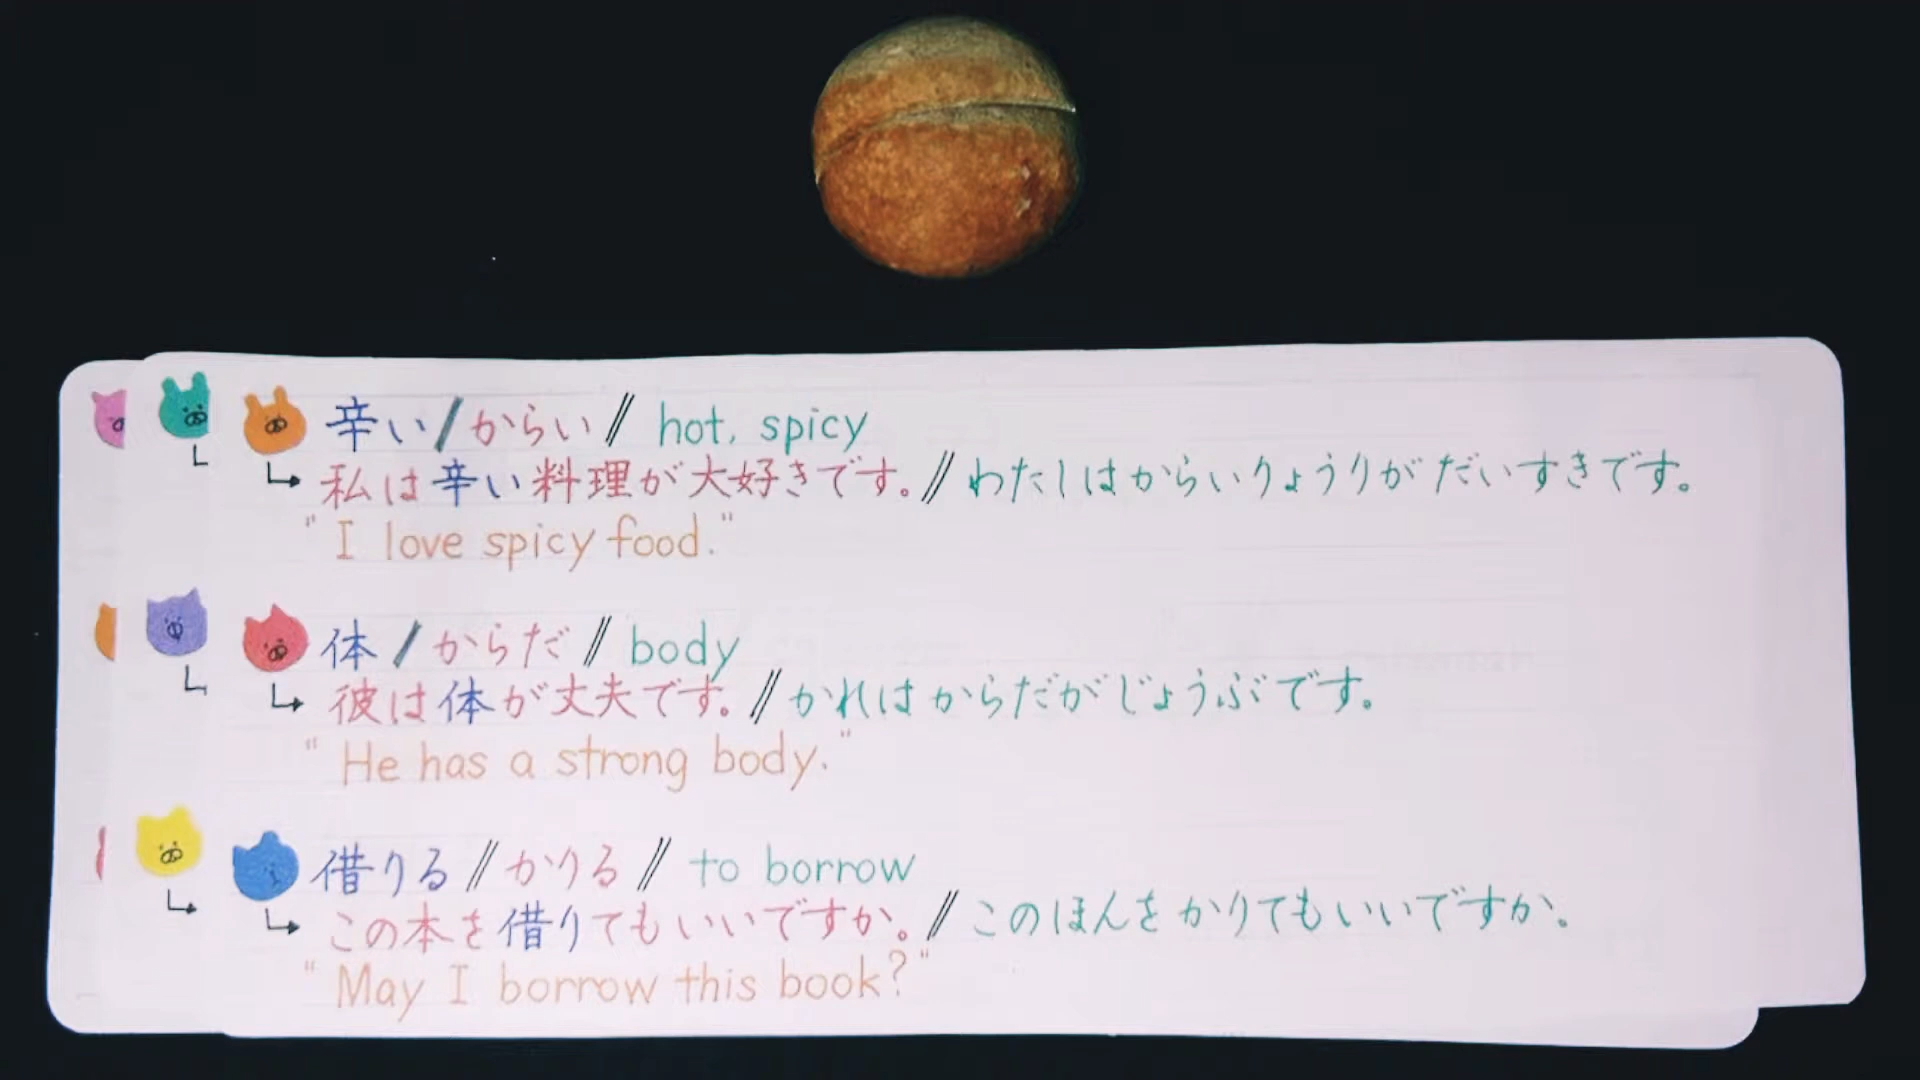 辛い/からい// hot, spicy
私は辛い料理が大好きです。//わたしはからいりょうりがだいすきです。
"I love spicy food."
体/からだ// body
彼は体が丈夫です。//かれはからだがじょうぶです。
"He has a strong body."
借りる//かりる// to borrow
この本を借りてもいいですか。//このほんをかりてもいいですか。
"May I borrow this book?"